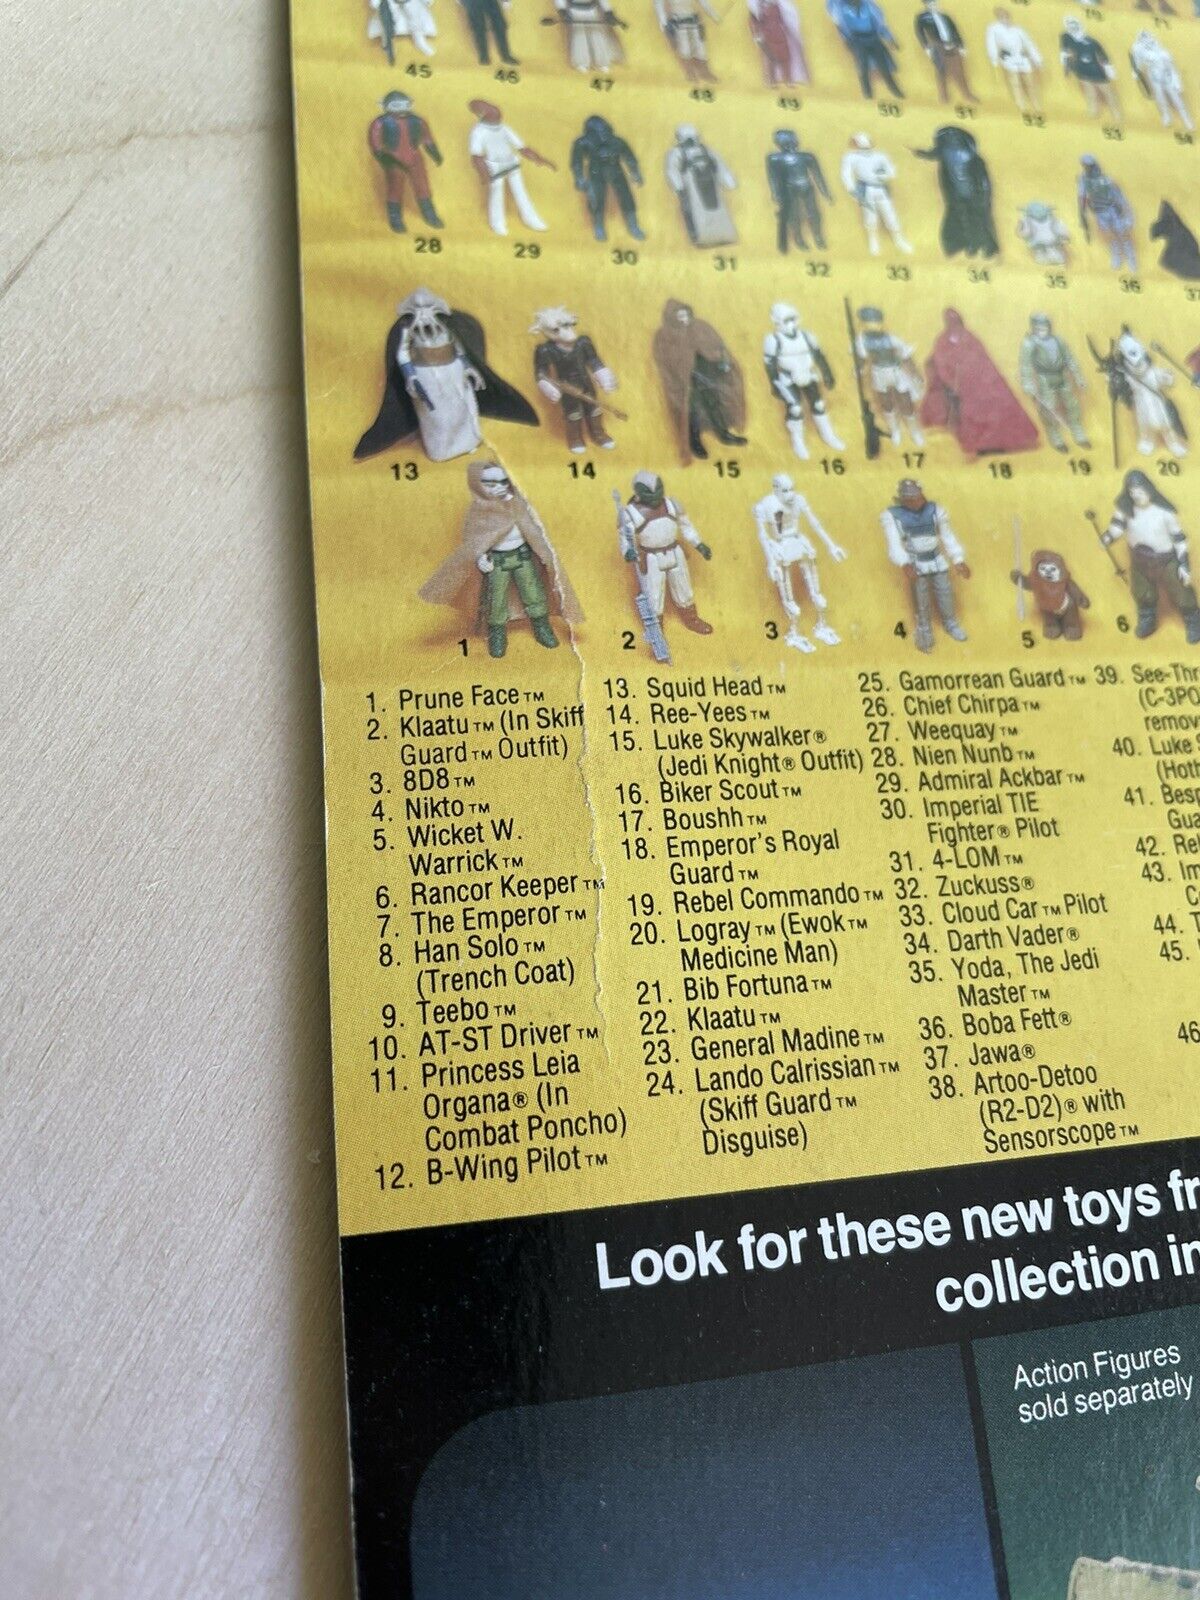 45 46 47 48 49 50 51 52 53 54
28 29 30 31 32 33 34 35 36 37
13 14 15 16 17 18 19 20
1 2 3 4 5 6
1. Prune Face™
2. Klaatu™ (In Skiff
Guard™ Outfit)
3. 8D8™
4. Nikto™
5. Wicket W.
Warrick™
6. Rancor Keeper™
7. The Emperor™
8. Han Solo™
(Trench Coat)
9. Teebo™
10. AT-ST Driver™
11. Princess Leia
Organa® (In
Combat Poncho)
12. B-Wing Pilot™
13. Squid Head™
14. Ree-Yees™
15. Luke Skywalker®
(Jedi Knight® Outfit)
16. Biker Scout™
17. Boushh™
18. Emperor's Royal
Guard™
19. Rebel Commando™
20. Logray™ (Ewok™
Medicine Man)
21. Bib Fortuna™
22. Klaatu™
23. General Madine™
24. Lando Calrissian™
(Skiff Guard™
Disguise)
25. Gamorrean Guard™
26. Chief Chirpa™
27. Weequay™
28. Nien Nunb™
29. Admiral Ackbar™
30. Imperial TIE
Fighter® Pilot
31. 4-LOM™
32. Zuckuss®
33. Cloud Car™ Pilot
34. Darth Vader®
35. Yoda, The Jedi
Master™
36. Boba Fett®
37. Jawa®
38. Artoo-Detoo
(R2-D2)® with
Sensorscope™
39. See-Thr
(C-3PO
remov
40. Luke
(Hoth
41. Besp
Gua
42. Re
43. Im
44.
45.
46
Look for these new toys fr
collection in
Action Figures
sold separately